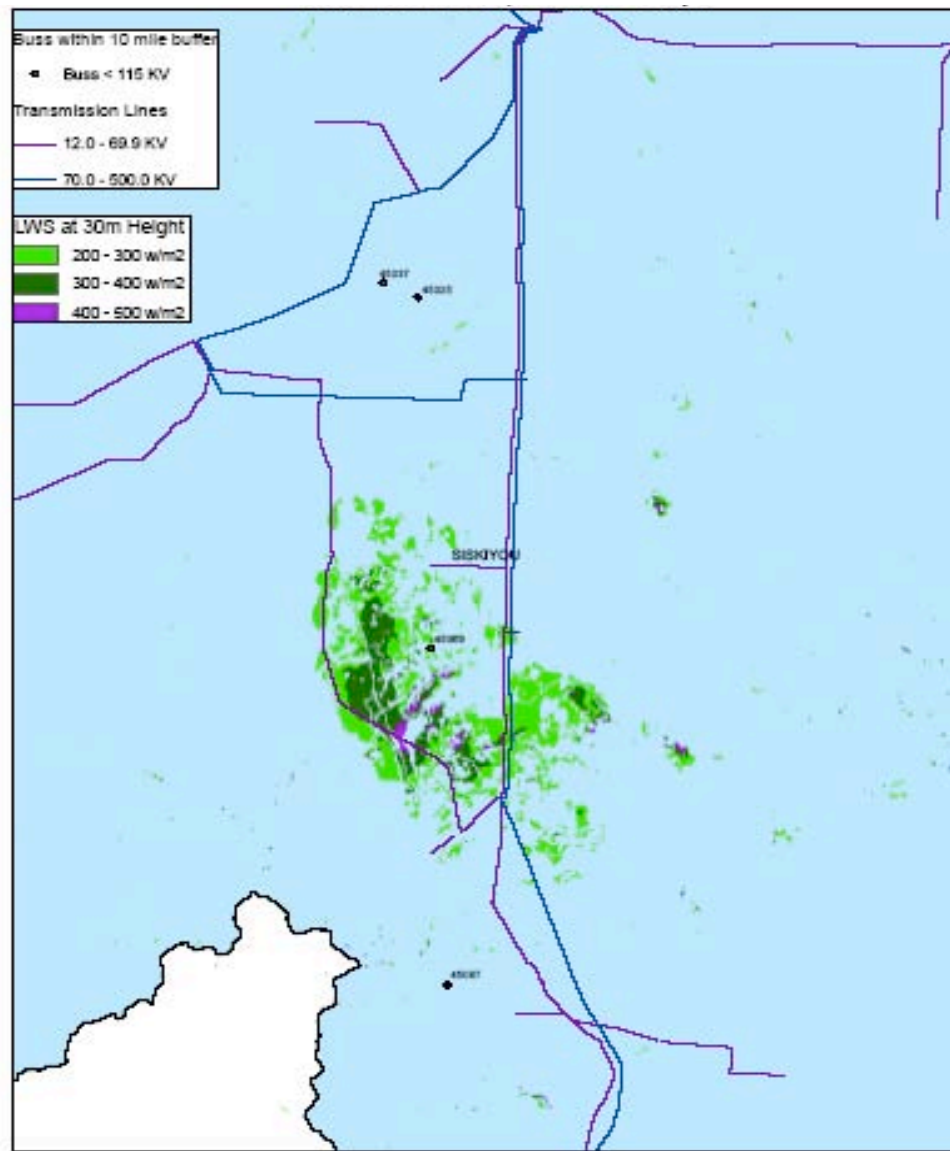 Buss within 10 mile buffer
Buss < 115 KV
Transmission Lines
12.0 - 69.9 KV
70.0 - 500.0 KV
LWS at 30m Height
200 - 300 w/m2
300 - 400 w/m2
400 - 500 w/m2
SISKIYOU